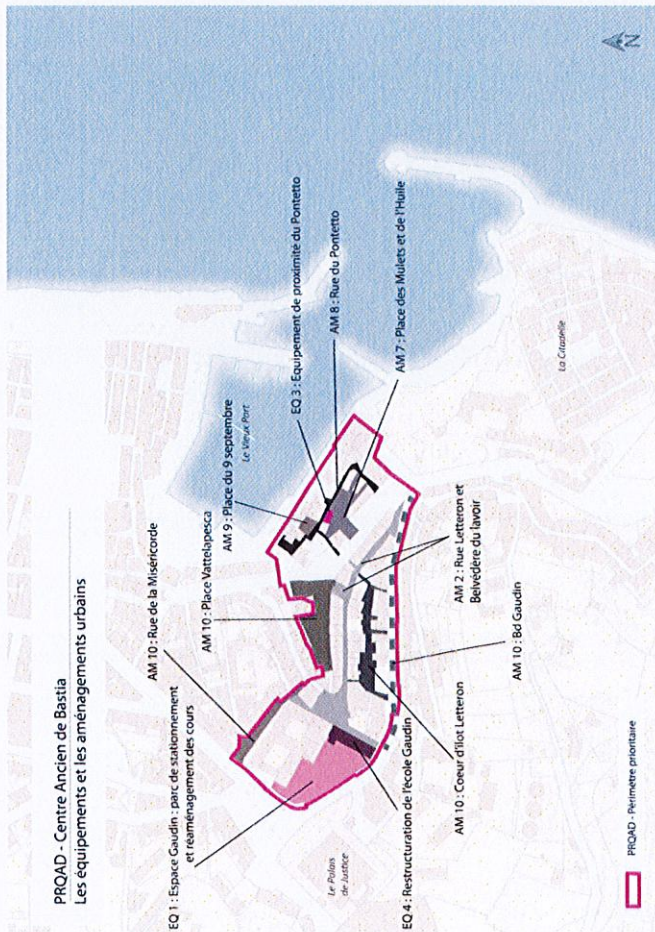 PRQAD - Centre Ancien de Bastia
Les équipements et les aménagements urbains
EQ 1 : Espace Gaudin : parc de stationnement
et réaménagement des cours
AM 10 : Rue de la Miséricorde
AM 10 : Place Vattelapesca
AM 9 : Place du 9 septembre
Le Vieux Port
EQ 3 : Equipement de proximité du Pontetto
AM 8 : Rue du Pontetto
AM 7 : Place des Mulets et de l'Huile
Le Palais
de Justice
EQ 4 : Restructuration de l'école Gaudin
AM 10 : Coeur d'îlot Letteron
AM 2 : Rue Letteron et
Belvédère du lavoir
AM 10 : Bd Gaudin
La Citadelle
PRQAD - Périmètre prioritaire
N